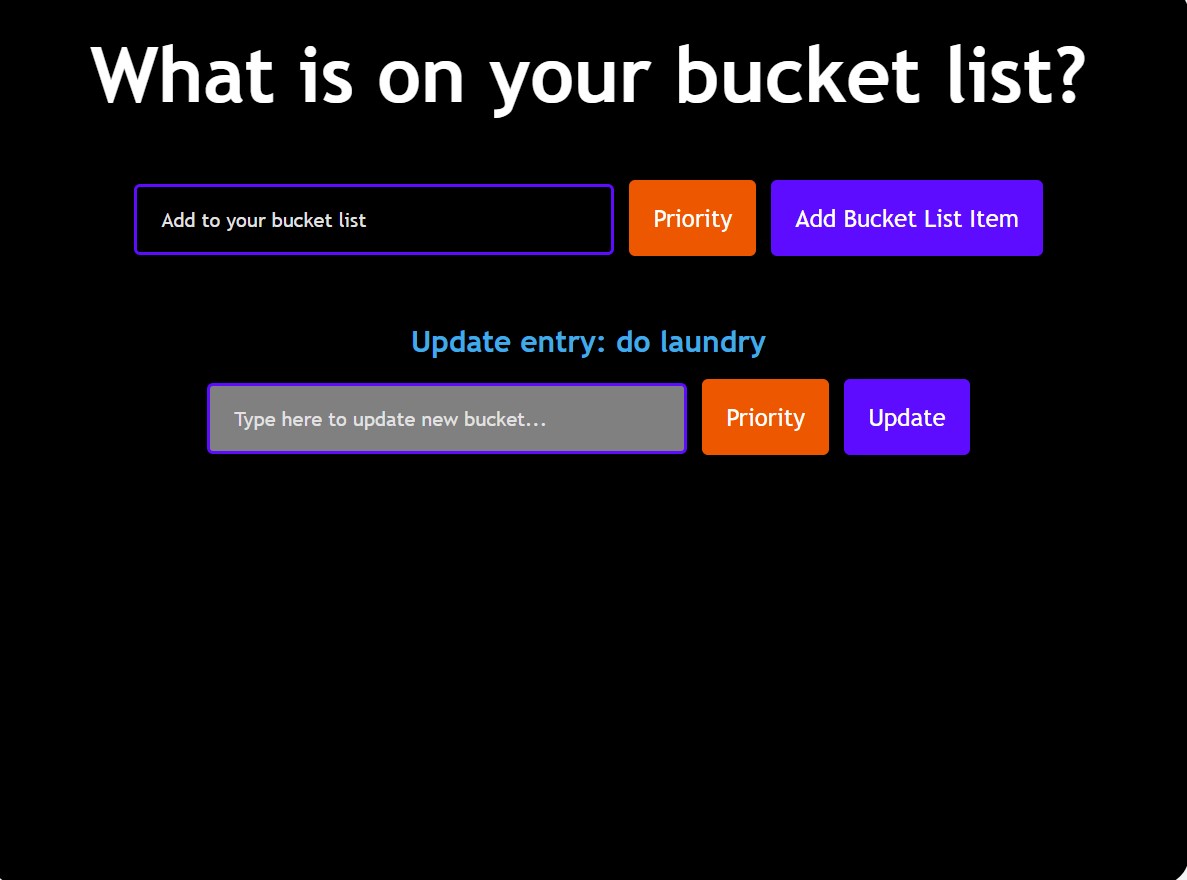 What is on your bucket list?
Add to your bucket list Priority Add Bucket List Item
Update entry: do laundry
Type here to update new bucket... Priority Update